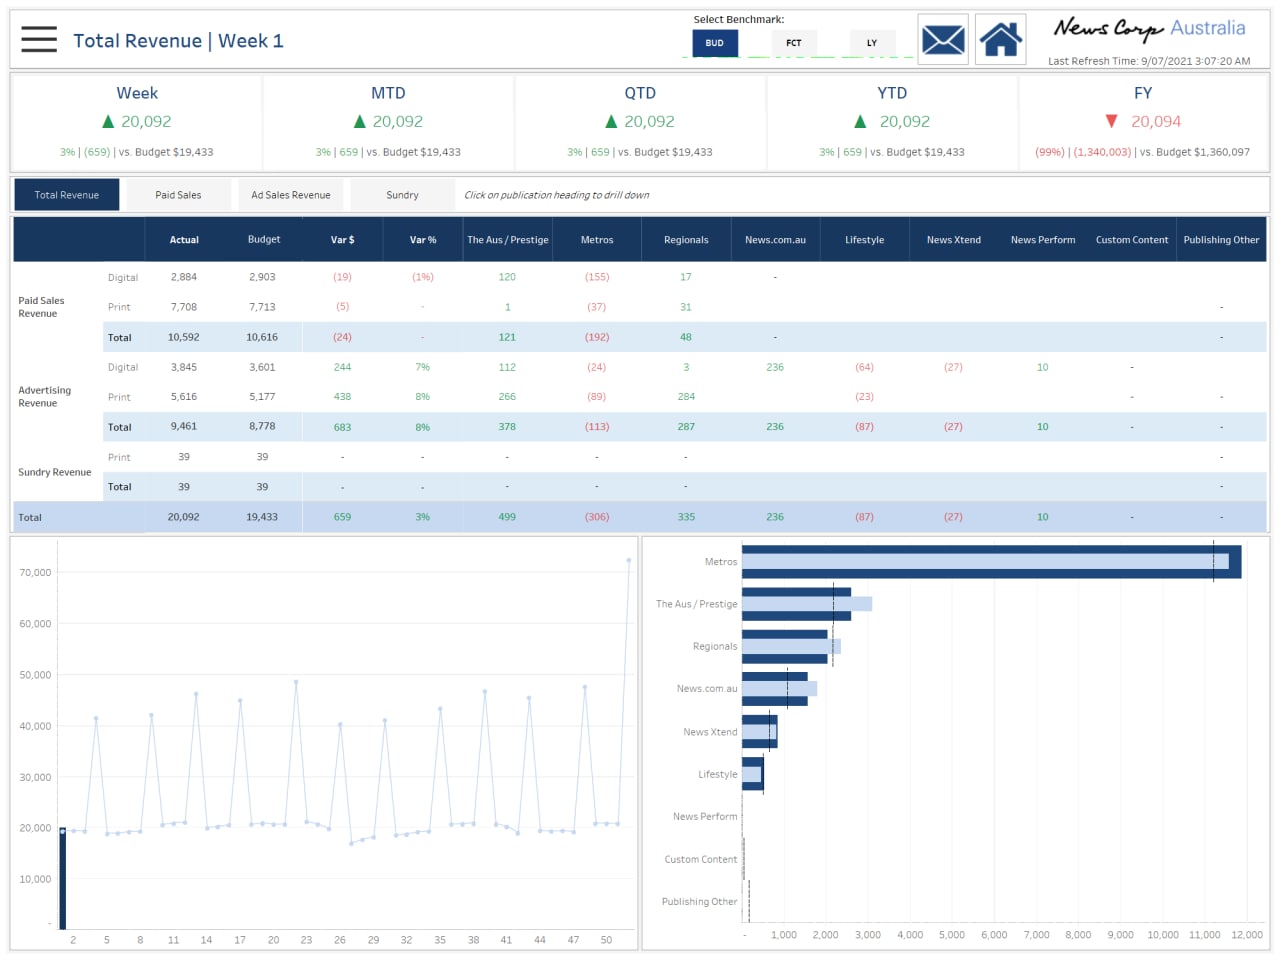 Total Revenue | Week 1
Select Benchmark:
BUD FCT LY
News Corp Australia
Last Refresh Time: 9/07/2021 3:07:20 AM
Week MTD QTD YTD FY
▲ 20,092 ▲ 20,092 ▲ 20,092 ▲ 20,092 ▼ 20,094
3% | (659) | vs. Budget $19,433 3% | 659 | vs. Budget $19,433 3% | 659 | vs. Budget $19,433 3% | 659 | vs. Budget $19,433 (99%) | (1,340,003) | vs. Budget $1,360,097
Total Revenue Paid Sales Ad Sales Revenue Sundry Click on publication heading to drill down
Actual Budget Var $ Var % The Aus / Prestige Metros Regionals News.com.au Lifestyle News Xtend News Perform Custom Content Publishing Other
Paid Sales Revenue
Digital 2,884 2,903 (19) (1%) 120 (155) 17 -
Print 7,708 7,713 (5) - 1 (37) 31 -
Total 10,592 10,616 (24) - 121 (192) 48 - -
Advertising Revenue
Digital 3,845 3,601 244 7% 112 (24) 3 236 (64) (27) 10 -
Print 5,616 5,177 438 8% 266 (89) 284 (23) - -
Total 9,461 8,778 683 8% 378 (113) 287 236 (87) (27) 10 - -
Sundry Revenue
Print 39 39 - - - - - -
Total 39 39 - - - - - -
Total 20,092 19,433 659 3% 499 (306) 335 236 (87) (27) 10 - -
70,000
60,000
50,000
40,000
30,000
20,000
10,000
-
2 5 8 11 14 17 20 23 26 29 32 35 38 41 44 47 50
Metros
The Aus / Prestige
Regionals
News.com.au
News Xtend
Lifestyle
News Perform
Custom Content
Publishing Other
- 1,000 2,000 3,000 4,000 5,000 6,000 7,000 8,000 9,000 10,000 11,000 12,000